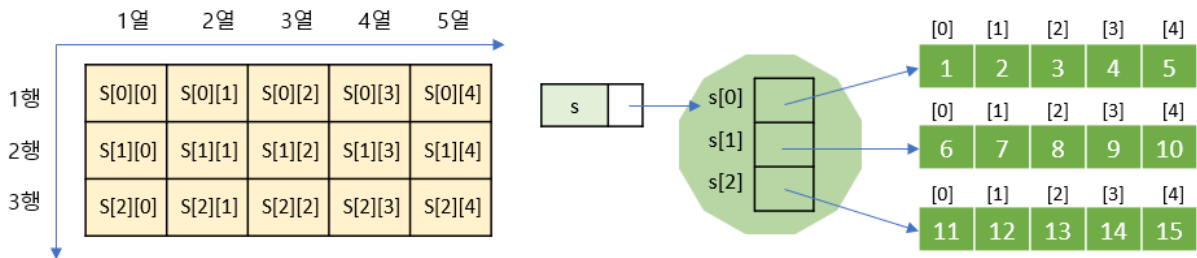 1열 2열 3열 4열 5열
1행 S[0][0] S[0][1] S[0][2] S[0][3] S[0][4]
2행 S[1][0] S[1][1] S[1][2] S[1][3] S[1][4]
3행 S[2][0] S[2][1] S[2][2] S[2][3] S[2][4]
s
s[0]
s[1]
s[2]
[0] [1] [2] [3] [4]
1 2 3 4 5
[0] [1] [2] [3] [4]
6 7 8 9 10
[0] [1] [2] [3] [4]
11 12 13 14 15